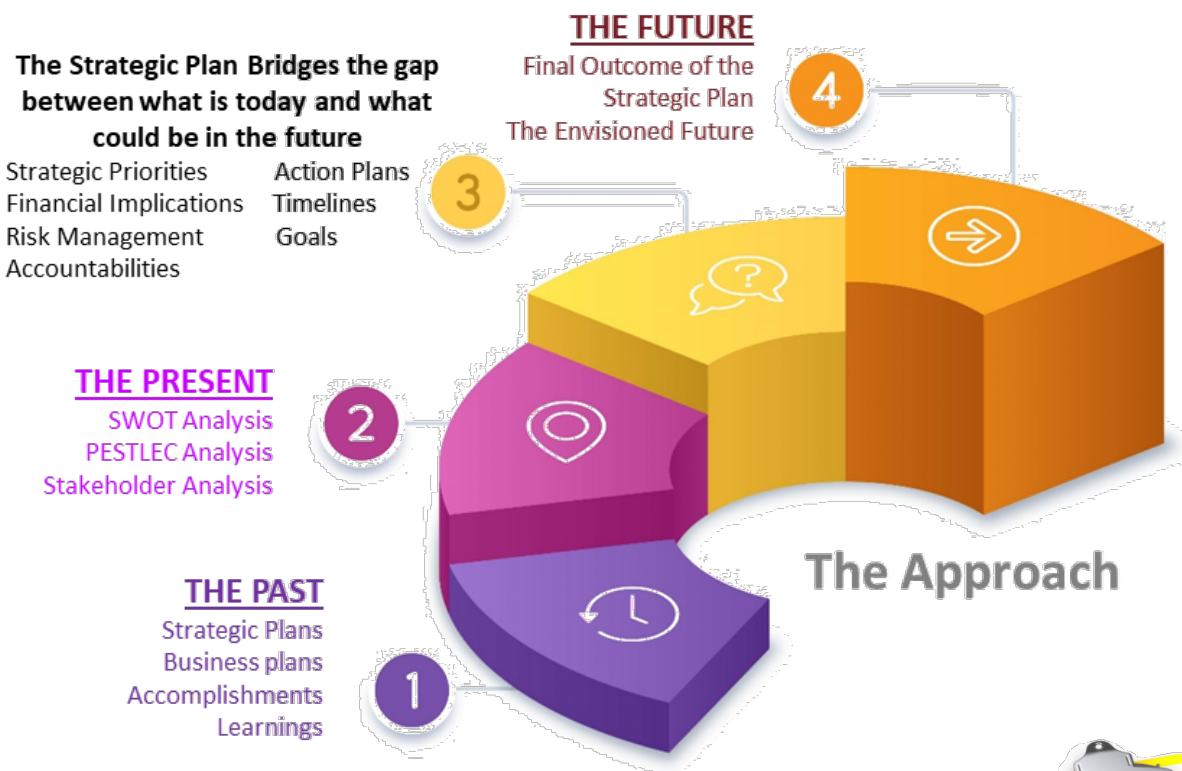 THE FUTURE
Final Outcome of the
Strategic Plan
The Envisioned Future
4
The Strategic Plan Bridges the gap
between what is today and what
could be in the future
Strategic Priorities Action Plans
Financial Implications Timelines
Risk Management Goals
Accountabilities
3
?
THE PRESENT
SWOT Analysis
PESTLEC Analysis
Stakeholder Analysis
2
The Approach
THE PAST
Strategic Plans
Business plans
Accomplishments
Learnings
1